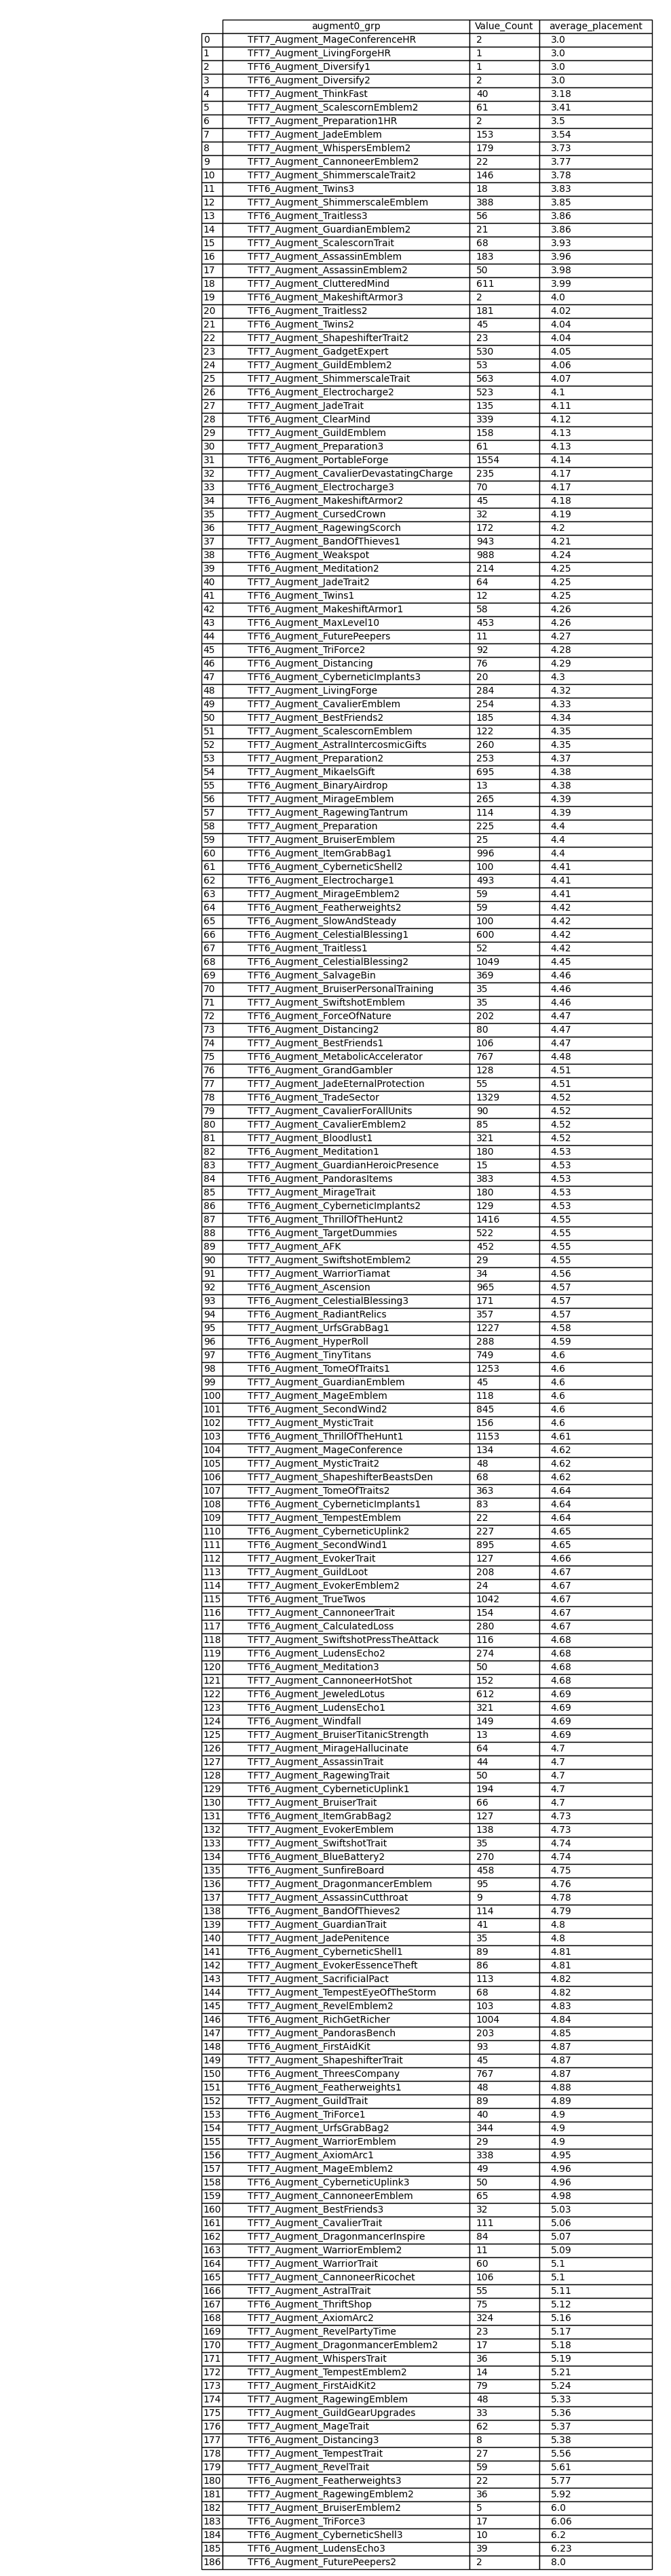 augment0_grp Value_Count average_placement
0 TFT7_Augment_MageConferenceHR 2 3.0
1 TFT7_Augment_LivingForgeHR 1 3.0
2 TFT6_Augment_Diversify1 1 3.0
3 TFT6_Augment_Diversify2 2 3.0
4 TFT7_Augment_ThinkFast 40 3.18
5 TFT7_Augment_ScalescornEmblem2 61 3.41
6 TFT7_Augment_Preparation1HR 2 3.5
7 TFT7_Augment_JadeEmblem 153 3.54
8 TFT7_Augment_WhispersEmblem2 179 3.73
9 TFT7_Augment_CannoneerEmblem2 22 3.77
10 TFT7_Augment_ShimmerscaleTrait2 146 3.78
11 TFT6_Augment_Twins3 18 3.83
12 TFT7_Augment_ShimmerscaleEmblem 388 3.85
13 TFT6_Augment_Traitless3 56 3.86
14 TFT7_Augment_GuardianEmblem2 21 3.86
15 TFT7_Augment_ScalescornTrait 68 3.93
16 TFT7_Augment_AssassinEmblem 183 3.96
17 TFT7_Augment_AssassinEmblem2 50 3.98
18 TFT7_Augment_ClutteredMind 611 3.99
19 TFT6_Augment_MakeshiftArmor3 2 4.0
20 TFT6_Augment_Traitless2 181 4.02
21 TFT6_Augment_Twins2 45 4.04
22 TFT7_Augment_ShapeshifterTrait2 23 4.04
23 TFT7_Augment_GadgetExpert 530 4.05
24 TFT7_Augment_GuildEmblem2 53 4.06
25 TFT7_Augment_ShimmerscaleTrait 563 4.07
26 TFT6_Augment_Electrocharge2 523 4.1
27 TFT7_Augment_JadeTrait 135 4.11
28 TFT6_Augment_ClearMind 339 4.12
29 TFT7_Augment_GuildEmblem 158 4.13
30 TFT7_Augment_Preparation3 61 4.13
31 TFT6_Augment_PortableForge 1554 4.14
32 TFT7_Augment_CavalierDevastatingCharge 235 4.17
33 TFT6_Augment_Electrocharge3 70 4.17
34 TFT6_Augment_MakeshiftArmor2 45 4.18
35 TFT7_Augment_CursedCrown 32 4.19
36 TFT7_Augment_RagewingScorch 172 4.2
37 TFT7_Augment_BandOfThieves1 943 4.21
38 TFT6_Augment_Weakspot 988 4.24
39 TFT6_Augment_Meditation2 214 4.25
40 TFT7_Augment_JadeTrait2 64 4.25
41 TFT6_Augment_Twins1 12 4.25
42 TFT6_Augment_MakeshiftArmor1 58 4.26
43 TFT6_Augment_MaxLevel10 453 4.26
44 TFT7_Augment_FuturePeepers 11 4.27
45 TFT6_Augment_TriForce2 92 4.28
46 TFT6_Augment_Distancing 76 4.29
47 TFT6_Augment_CyberneticImplants3 20 4.3
48 TFT7_Augment_LivingForge 284 4.32
49 TFT7_Augment_CavalierEmblem 254 4.33
50 TFT7_Augment_BestFriends2 185 4.34
51 TFT7_Augment_ScalescornEmblem 122 4.35
52 TFT7_Augment_AstralIntercosmicGifts 260 4.35
53 TFT7_Augment_Preparation2 253 4.37
54 TFT7_Augment_MikaelsGift 695 4.38
55 TFT6_Augment_BinaryAirdrop 13 4.38
56 TFT7_Augment_MirageEmblem 265 4.39
57 TFT7_Augment_RagewingTantrum 114 4.39
58 TFT7_Augment_Preparation 225 4.4
59 TFT7_Augment_BruiserEmblem 25 4.4
60 TFT6_Augment_ItemGrabBag1 996 4.4
61 TFT6_Augment_CyberneticShell2 100 4.41
62 TFT6_Augment_Electrocharge1 493 4.41
63 TFT7_Augment_MirageEmblem2 59 4.41
64 TFT6_Augment_Featherweights2 59 4.42
65 TFT6_Augment_SlowAndSteady 100 4.42
66 TFT6_Augment_CelestialBlessing1 600 4.42
67 TFT6_Augment_Traitless1 52 4.42
68 TFT6_Augment_CelestialBlessing2 1049 4.45
69 TFT6_Augment_SalvageBin 369 4.46
70 TFT7_Augment_BruiserPersonalTraining 35 4.46
71 TFT7_Augment_SwiftshotEmblem 35 4.46
72 TFT6_Augment_ForceOfNature 202 4.47
73 TFT6_Augment_Distancing2 80 4.47
74 TFT7_Augment_BestFriends1 106 4.47
75 TFT6_Augment_MetabolicAccelerator 767 4.48
76 TFT6_Augment_GrandGambler 128 4.51
77 TFT7_Augment_JadeEternalProtection 55 4.51
78 TFT6_Augment_TradeSector 1329 4.52
79 TFT7_Augment_CavalierForAllUnits 90 4.52
80 TFT7_Augment_CavalierEmblem2 85 4.52
81 TFT7_Augment_Bloodlust1 321 4.52
82 TFT6_Augment_Meditation1 180 4.53
83 TFT7_Augment_GuardianHeroicPresence 15 4.53
84 TFT6_Augment_PandorasItems 383 4.53
85 TFT7_Augment_MirageTrait 180 4.53
86 TFT6_Augment_CyberneticImplants2 129 4.53
87 TFT6_Augment_ThrillOfTheHunt2 1416 4.55
88 TFT6_Augment_TargetDummies 522 4.55
89 TFT7_Augment_AFK 452 4.55
90 TFT7_Augment_SwiftshotEmblem2 29 4.55
91 TFT7_Augment_WarriorTiamat 34 4.56
92 TFT6_Augment_Ascension 965 4.57
93 TFT6_Augment_CelestialBlessing3 171 4.57
94 TFT6_Augment_RadiantRelics 357 4.57
95 TFT7_Augment_UrfsGrabBag1 1227 4.58
96 TFT6_Augment_HyperRoll 288 4.59
97 TFT6_Augment_TinyTitans 749 4.6
98 TFT6_Augment_TomeOfTraits1 1253 4.6
99 TFT7_Augment_GuardianEmblem 45 4.6
100 TFT7_Augment_MageEmblem 118 4.6
101 TFT6_Augment_SecondWind2 845 4.6
102 TFT7_Augment_MysticTrait 156 4.6
103 TFT6_Augment_ThrillOfTheHunt1 1153 4.61
104 TFT7_Augment_MageConference 134 4.62
105 TFT7_Augment_MysticTrait2 48 4.62
106 TFT7_Augment_ShapeshifterBeastsDen 68 4.62
107 TFT7_Augment_TomeOfTraits2 363 4.64
108 TFT6_Augment_CyberneticImplants1 83 4.64
109 TFT7_Augment_TempestEmblem 22 4.64
110 TFT6_Augment_CyberneticUplink2 227 4.65
111 TFT6_Augment_SecondWind1 895 4.65
112 TFT7_Augment_EvokerTrait 127 4.66
113 TFT7_Augment_GuildLoot 208 4.67
114 TFT7_Augment_EvokerEmblem2 24 4.67
115 TFT6_Augment_TrueTwos 1042 4.67
116 TFT7_Augment_CannoneerTrait 154 4.67
117 TFT6_Augment_CalculatedLoss 280 4.67
118 TFT7_Augment_SwiftshotPressTheAttack 116 4.68
119 TFT6_Augment_LudensEcho2 274 4.68
120 TFT6_Augment_Meditation3 50 4.68
121 TFT7_Augment_CannoneerHotShot 152 4.68
122 TFT6_Augment_JeweledLotus 612 4.69
123 TFT6_Augment_LudensEcho1 321 4.69
124 TFT6_Augment_Windfall 149 4.69
125 TFT7_Augment_BruiserTitanicStrength 13 4.69
126 TFT7_Augment_MirageHallucinate 64 4.7
127 TFT7_Augment_AssassinTrait 44 4.7
128 TFT7_Augment_RagewingTrait 50 4.7
129 TFT6_Augment_CyberneticUplink1 194 4.7
130 TFT7_Augment_BruiserTrait 66 4.7
131 TFT6_Augment_ItemGrabBag2 127 4.73
132 TFT7_Augment_EvokerEmblem 138 4.73
133 TFT7_Augment_SwiftshotTrait 35 4.74
134 TFT6_Augment_BlueBattery2 270 4.74
135 TFT6_Augment_SunfireBoard 458 4.75
136 TFT7_Augment_DragonmancerEmblem 95 4.76
137 TFT7_Augment_AssassinCutthroat 9 4.78
138 TFT6_Augment_BandOfThieves2 114 4.79
139 TFT7_Augment_GuardianTrait 41 4.8
140 TFT7_Augment_JadePenitence 35 4.8
141 TFT6_Augment_CyberneticShell1 89 4.81
142 TFT7_Augment_EvokerEssenceTheft 86 4.81
143 TFT7_Augment_SacrificialPact 113 4.82
144 TFT7_Augment_TempestEyeOfTheStorm 68 4.82
145 TFT7_Augment_RevelEmblem2 103 4.83
146 TFT6_Augment_RichGetRicher 1004 4.84
147 TFT7_Augment_PandorasBench 203 4.85
148 TFT6_Augment_FirstAidKit 93 4.87
149 TFT7_Augment_ShapeshifterTrait 45 4.87
150 TFT6_Augment_ThreesCompany 767 4.87
151 TFT6_Augment_Featherweights1 48 4.88
152 TFT7_Augment_GuildTrait 89 4.89
153 TFT6_Augment_TriForce1 40 4.9
154 TFT7_Augment_UrfsGrabBag2 344 4.9
155 TFT7_Augment_WarriorEmblem 29 4.9
156 TFT7_Augment_AxiomArc1 338 4.95
157 TFT7_Augment_MageEmblem2 49 4.96
158 TFT6_Augment_CyberneticUplink3 50 4.96
159 TFT7_Augment_CannoneerEmblem 65 4.98
160 TFT7_Augment_BestFriends3 32 5.03
161 TFT7_Augment_CavalierTrait 111 5.06
162 TFT7_Augment_DragonmancerInspire 84 5.07
163 TFT7_Augment_WarriorEmblem2 11 5.09
164 TFT7_Augment_WarriorTrait 60 5.1
165 TFT7_Augment_CannoneerRicochet 106 5.1
166 TFT7_Augment_AstralTrait 55 5.11
167 TFT6_Augment_ThriftShop 75 5.12
168 TFT7_Augment_AxiomArc2 324 5.16
169 TFT7_Augment_RevelPartyTime 23 5.17
170 TFT7_Augment_DragonmancerEmblem2 17 5.18
171 TFT7_Augment_WhispersTrait 36 5.19
172 TFT7_Augment_TempestEmblem2 14 5.21
173 TFT7_Augment_FirstAidKit2 79 5.24
174 TFT7_Augment_RagewingEmblem 48 5.33
175 TFT7_Augment_GuildGearUpgrades 33 5.36
176 TFT7_Augment_MageTrait 62 5.37
177 TFT6_Augment_Distancing3 8 5.38
178 TFT7_Augment_TempestTrait 27 5.56
179 TFT7_Augment_RevelTrait 59 5.61
180 TFT6_Augment_Featherweights3 22 5.77
181 TFT7_Augment_RagewingEmblem2 36 5.92
182 TFT7_Augment_BruiserEmblem2 5 6.0
183 TFT6_Augment_TriForce3 17 6.06
184 TFT6_Augment_CyberneticShell3 10 6.2
185 TFT6_Augment_LudensEcho3 39 6.23
186 TFT7_Augment_FuturePeepers2 2 8.0